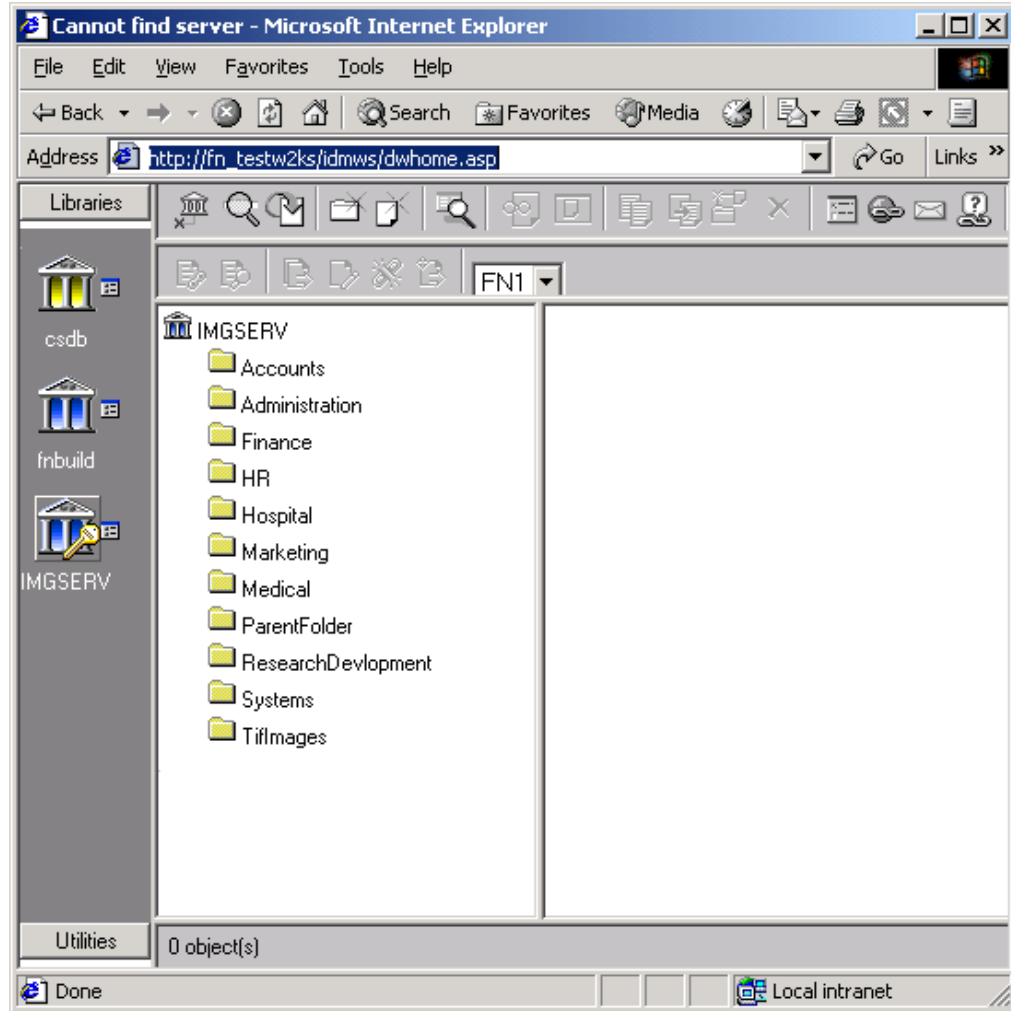 Cannot find server - Microsoft Internet Explorer
File Edit View Favorites Tools Help
Back Search Favorites Media
Address http://fn_testw2ks/idmws/dwhome.asp Go Links »
Libraries
FN1
csdb
fnbuild
IMGSERV
IMGSERV
Accounts
Administration
Finance
HR
Hospital
Marketing
Medical
ParentFolder
ResearchDevlopment
Systems
TifImages
Utilities
0 object(s)
Done Local intranet